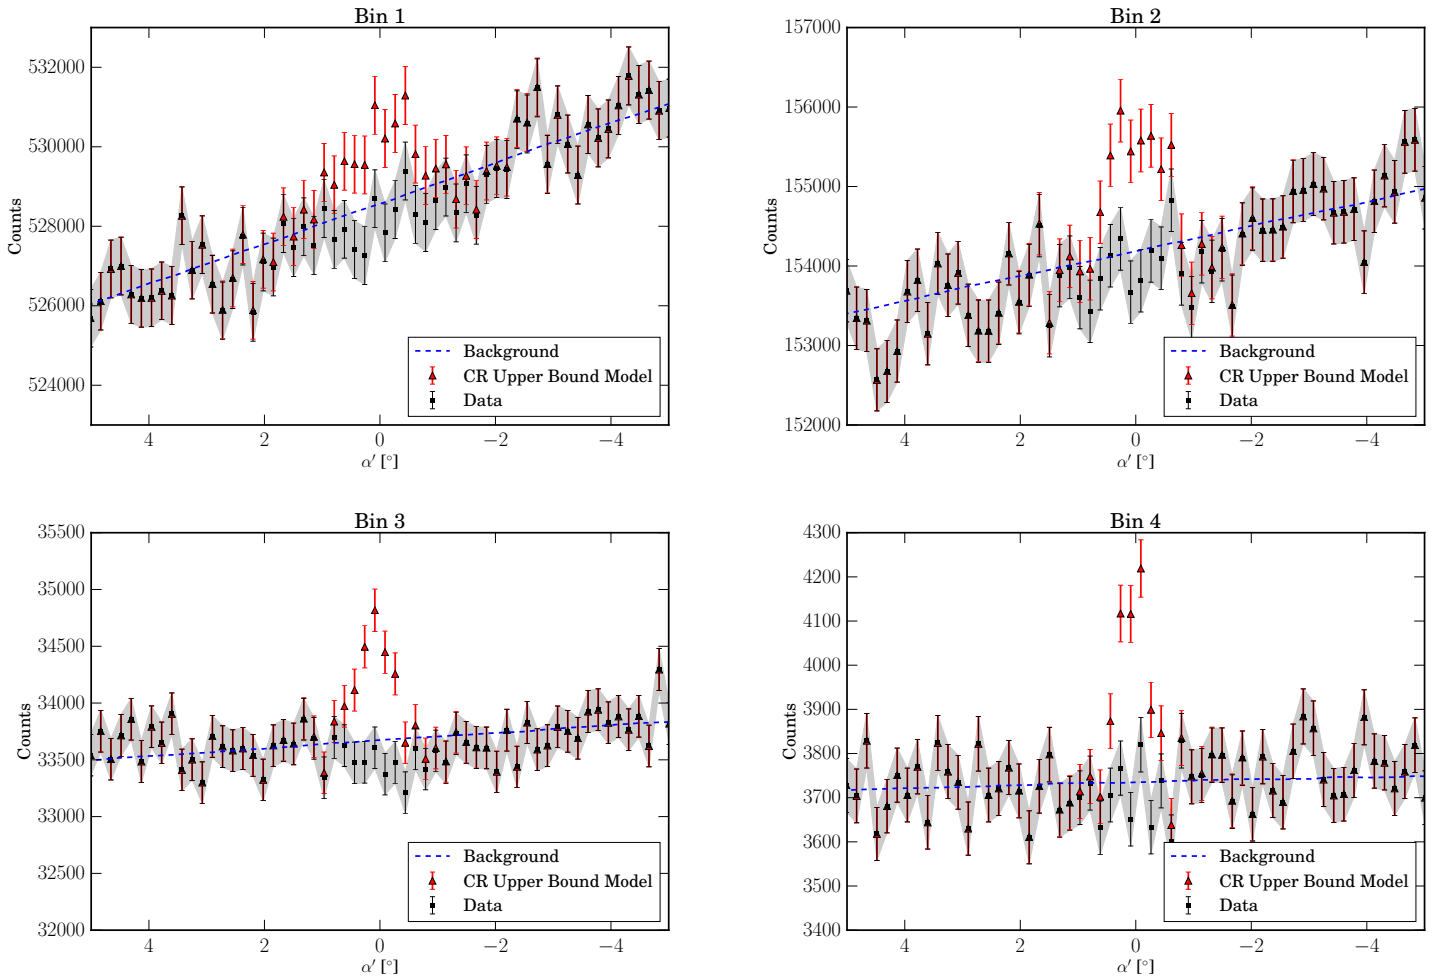 Bin 1
Counts
532000
530000
528000
526000
524000
4 2 0 −2 −4
α′ [°]
Background
CR Upper Bound Model
Data
Bin 2
Counts
157000
156000
155000
154000
153000
152000
4 2 0 −2 −4
α′ [°]
Background
CR Upper Bound Model
Data
Bin 3
Counts
35500
35000
34500
34000
33500
33000
32500
32000
4 2 0 −2 −4
α′ [°]
Background
CR Upper Bound Model
Data
Bin 4
Counts
4300
4200
4100
4000
3900
3800
3700
3600
3500
3400
4 2 0 −2 −4
α′ [°]
Background
CR Upper Bound Model
Data